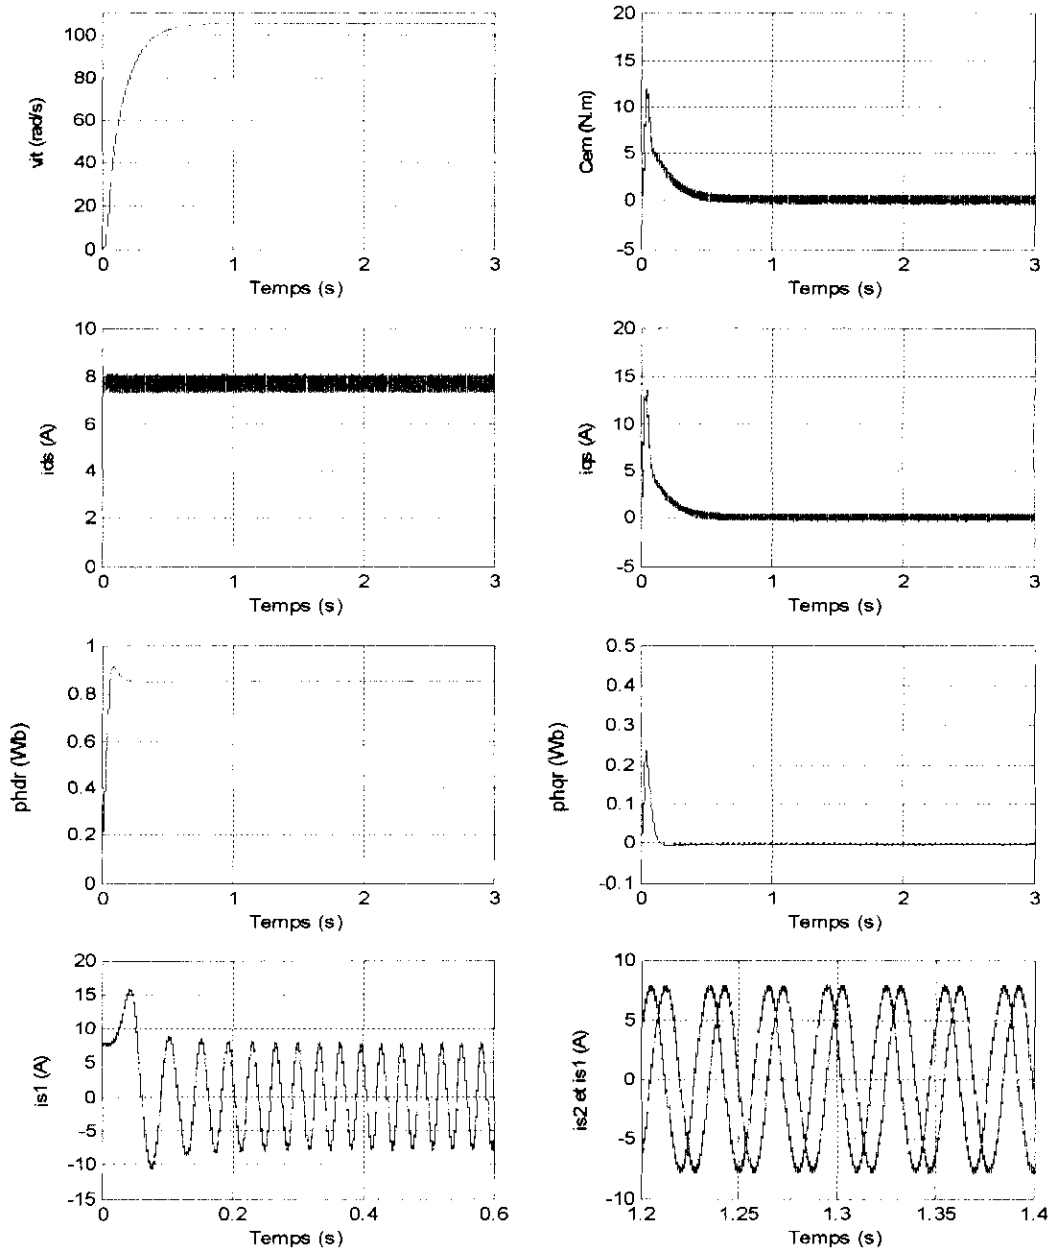 100
80
60
40
20
0
vit (rad/s)
0 1 2 3
Temps (s)
20
15
10
5
0
-5
Cem (N.m)
0 1 2 3
Temps (s)
10
8
6
4
2
0
ids (A)
0 1 2 3
Temps (s)
20
15
10
5
0
-5
iqs (A)
0 1 2 3
Temps (s)
1
0.8
0.6
0.4
0.2
0
phdr (Wb)
0 1 2 3
Temps (s)
0.5
0.4
0.3
0.2
0.1
0
-0.1
phqr (Wb)
0 1 2 3
Temps (s)
20
15
10
5
0
-5
-10
-15
is1 (A)
0 0.2 0.4 0.6
Temps (s)
10
5
0
-5
-10
is2 et is1 (A)
1.2 1.25 1.3 1.35 1.4
Temps (s)